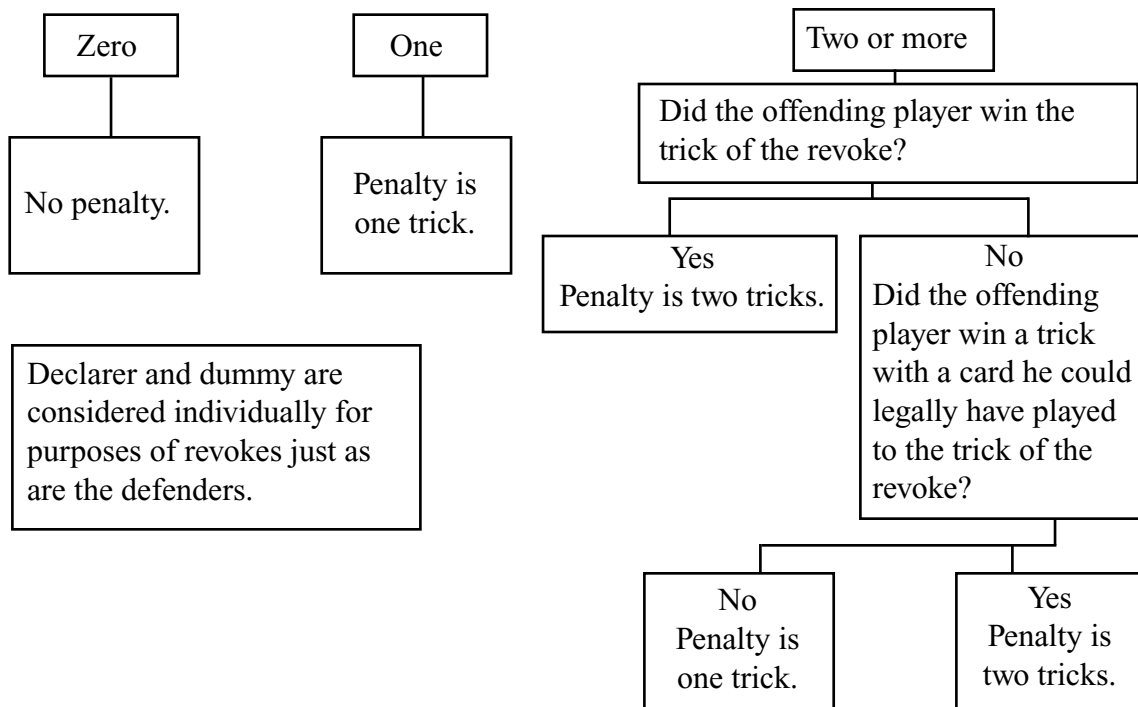 Zero
One
Two or more
No penalty.
Penalty is
one trick.
Did the offending player win the
trick of the revoke?
Yes
Penalty is two tricks.
No
Did the offending
player win a trick
with a card he could
legally have played
to the trick of the
revoke?
Declarer and dummy are
considered individually for
purposes of revokes just as
are the defenders.
No
Penalty is
one trick.
Yes
Penalty is
two tricks.